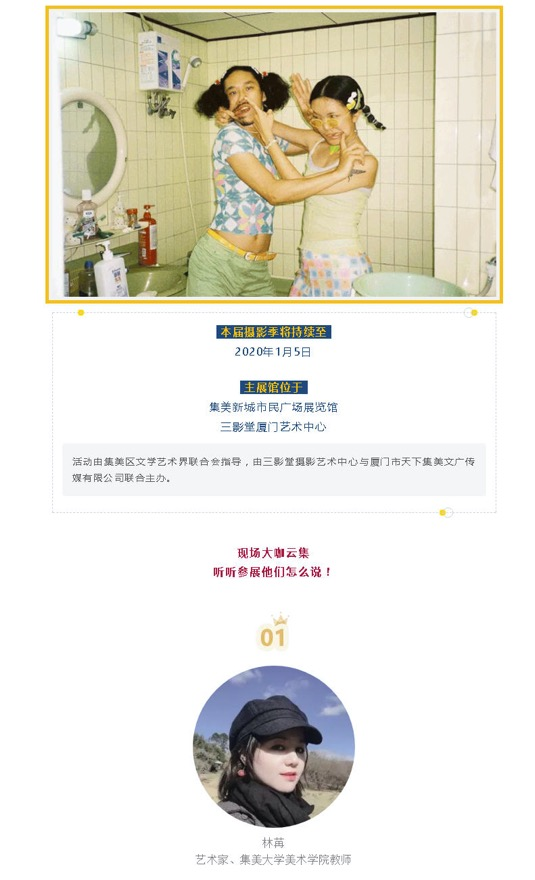 本届摄影季将持续至
2020年1月5日
主展馆位于
集美新城市民广场展览馆
三影堂厦门艺术中心
活动由集美区文学艺术界联合会指导，由三影堂摄影艺术中心与厦门市天下集美文广传
媒有限公司联合主办。
现场大咖云集
听听参展他们怎么说！
01
林苒
艺术家、集美大学美术学院教师